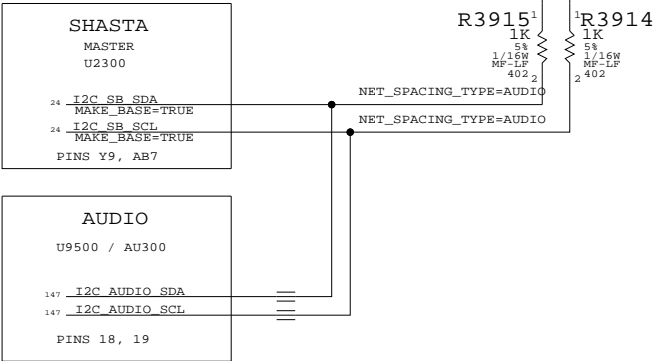 SHASTA
MASTER
U2300
24 I2C_SB_SDA
MAKE_BASE=TRUE
24 I2C_SB_SCL
MAKE_BASE=TRUE
PINS Y9, AB7
R3915 1
1K
5%
1/16W
MF-LF
402 2
1 R3914
1K
5%
1/16W
MF-LF
2 402
NET_SPACING_TYPE=AUDIO
NET_SPACING_TYPE=AUDIO
AUDIO
U9500 / AU300
147 I2C_AUDIO_SDA
147 I2C_AUDIO_SCL
PINS 18, 19